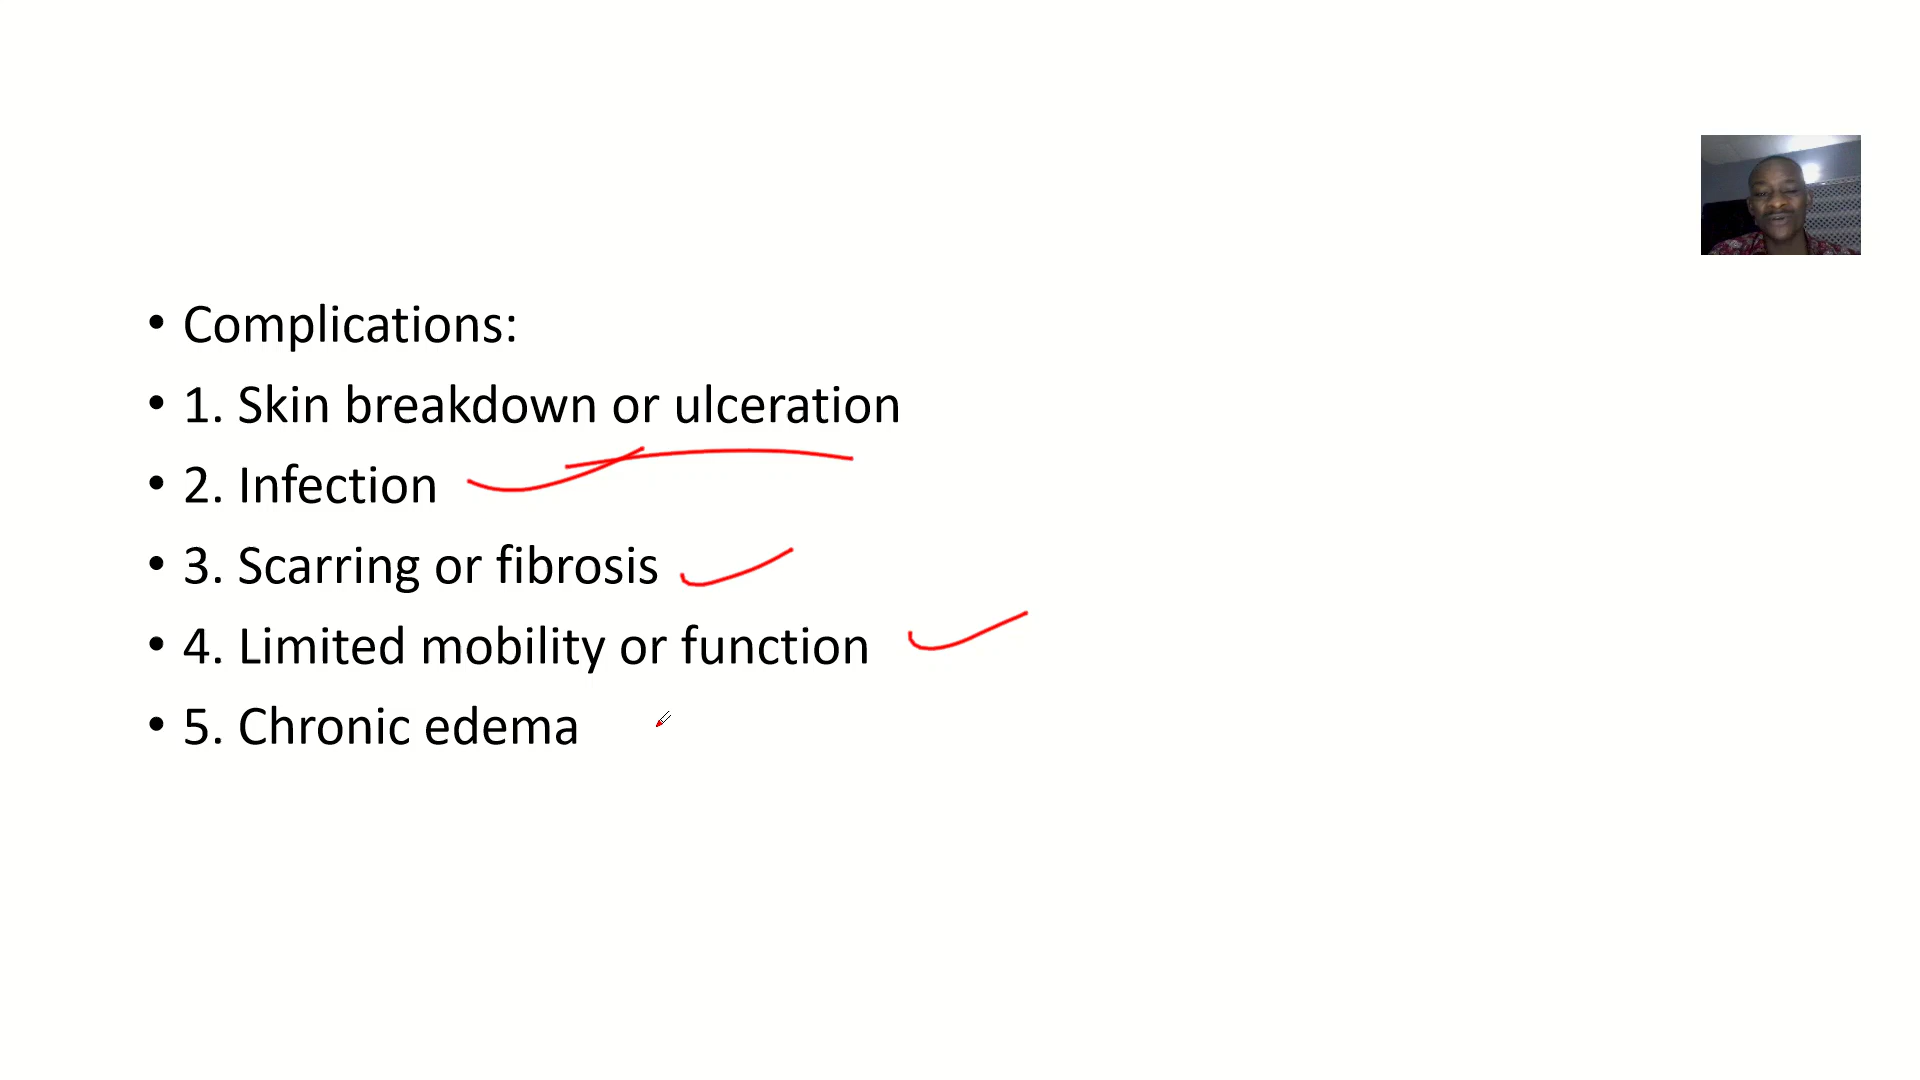 • Complications:
• 1. Skin breakdown or ulceration
• 2. Infection
• 3. Scarring or fibrosis
• 4. Limited mobility or function
• 5. Chronic edema